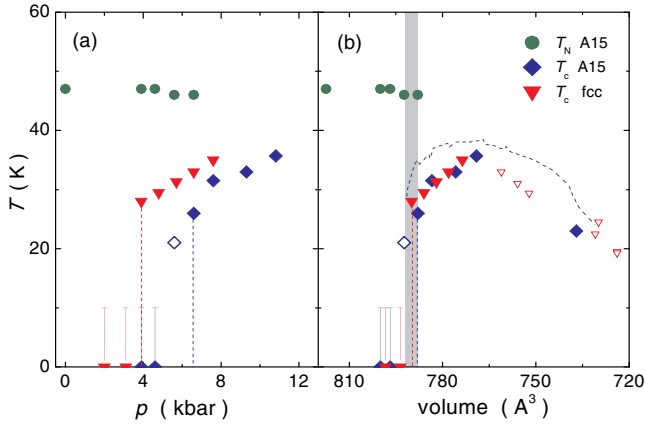 60
40
20
0
T (K)
(a)
0 4 8 12
p (kbar)
(b)
T_N A15
T_c A15
T_c fcc
810 780 750 720
volume (A^3)